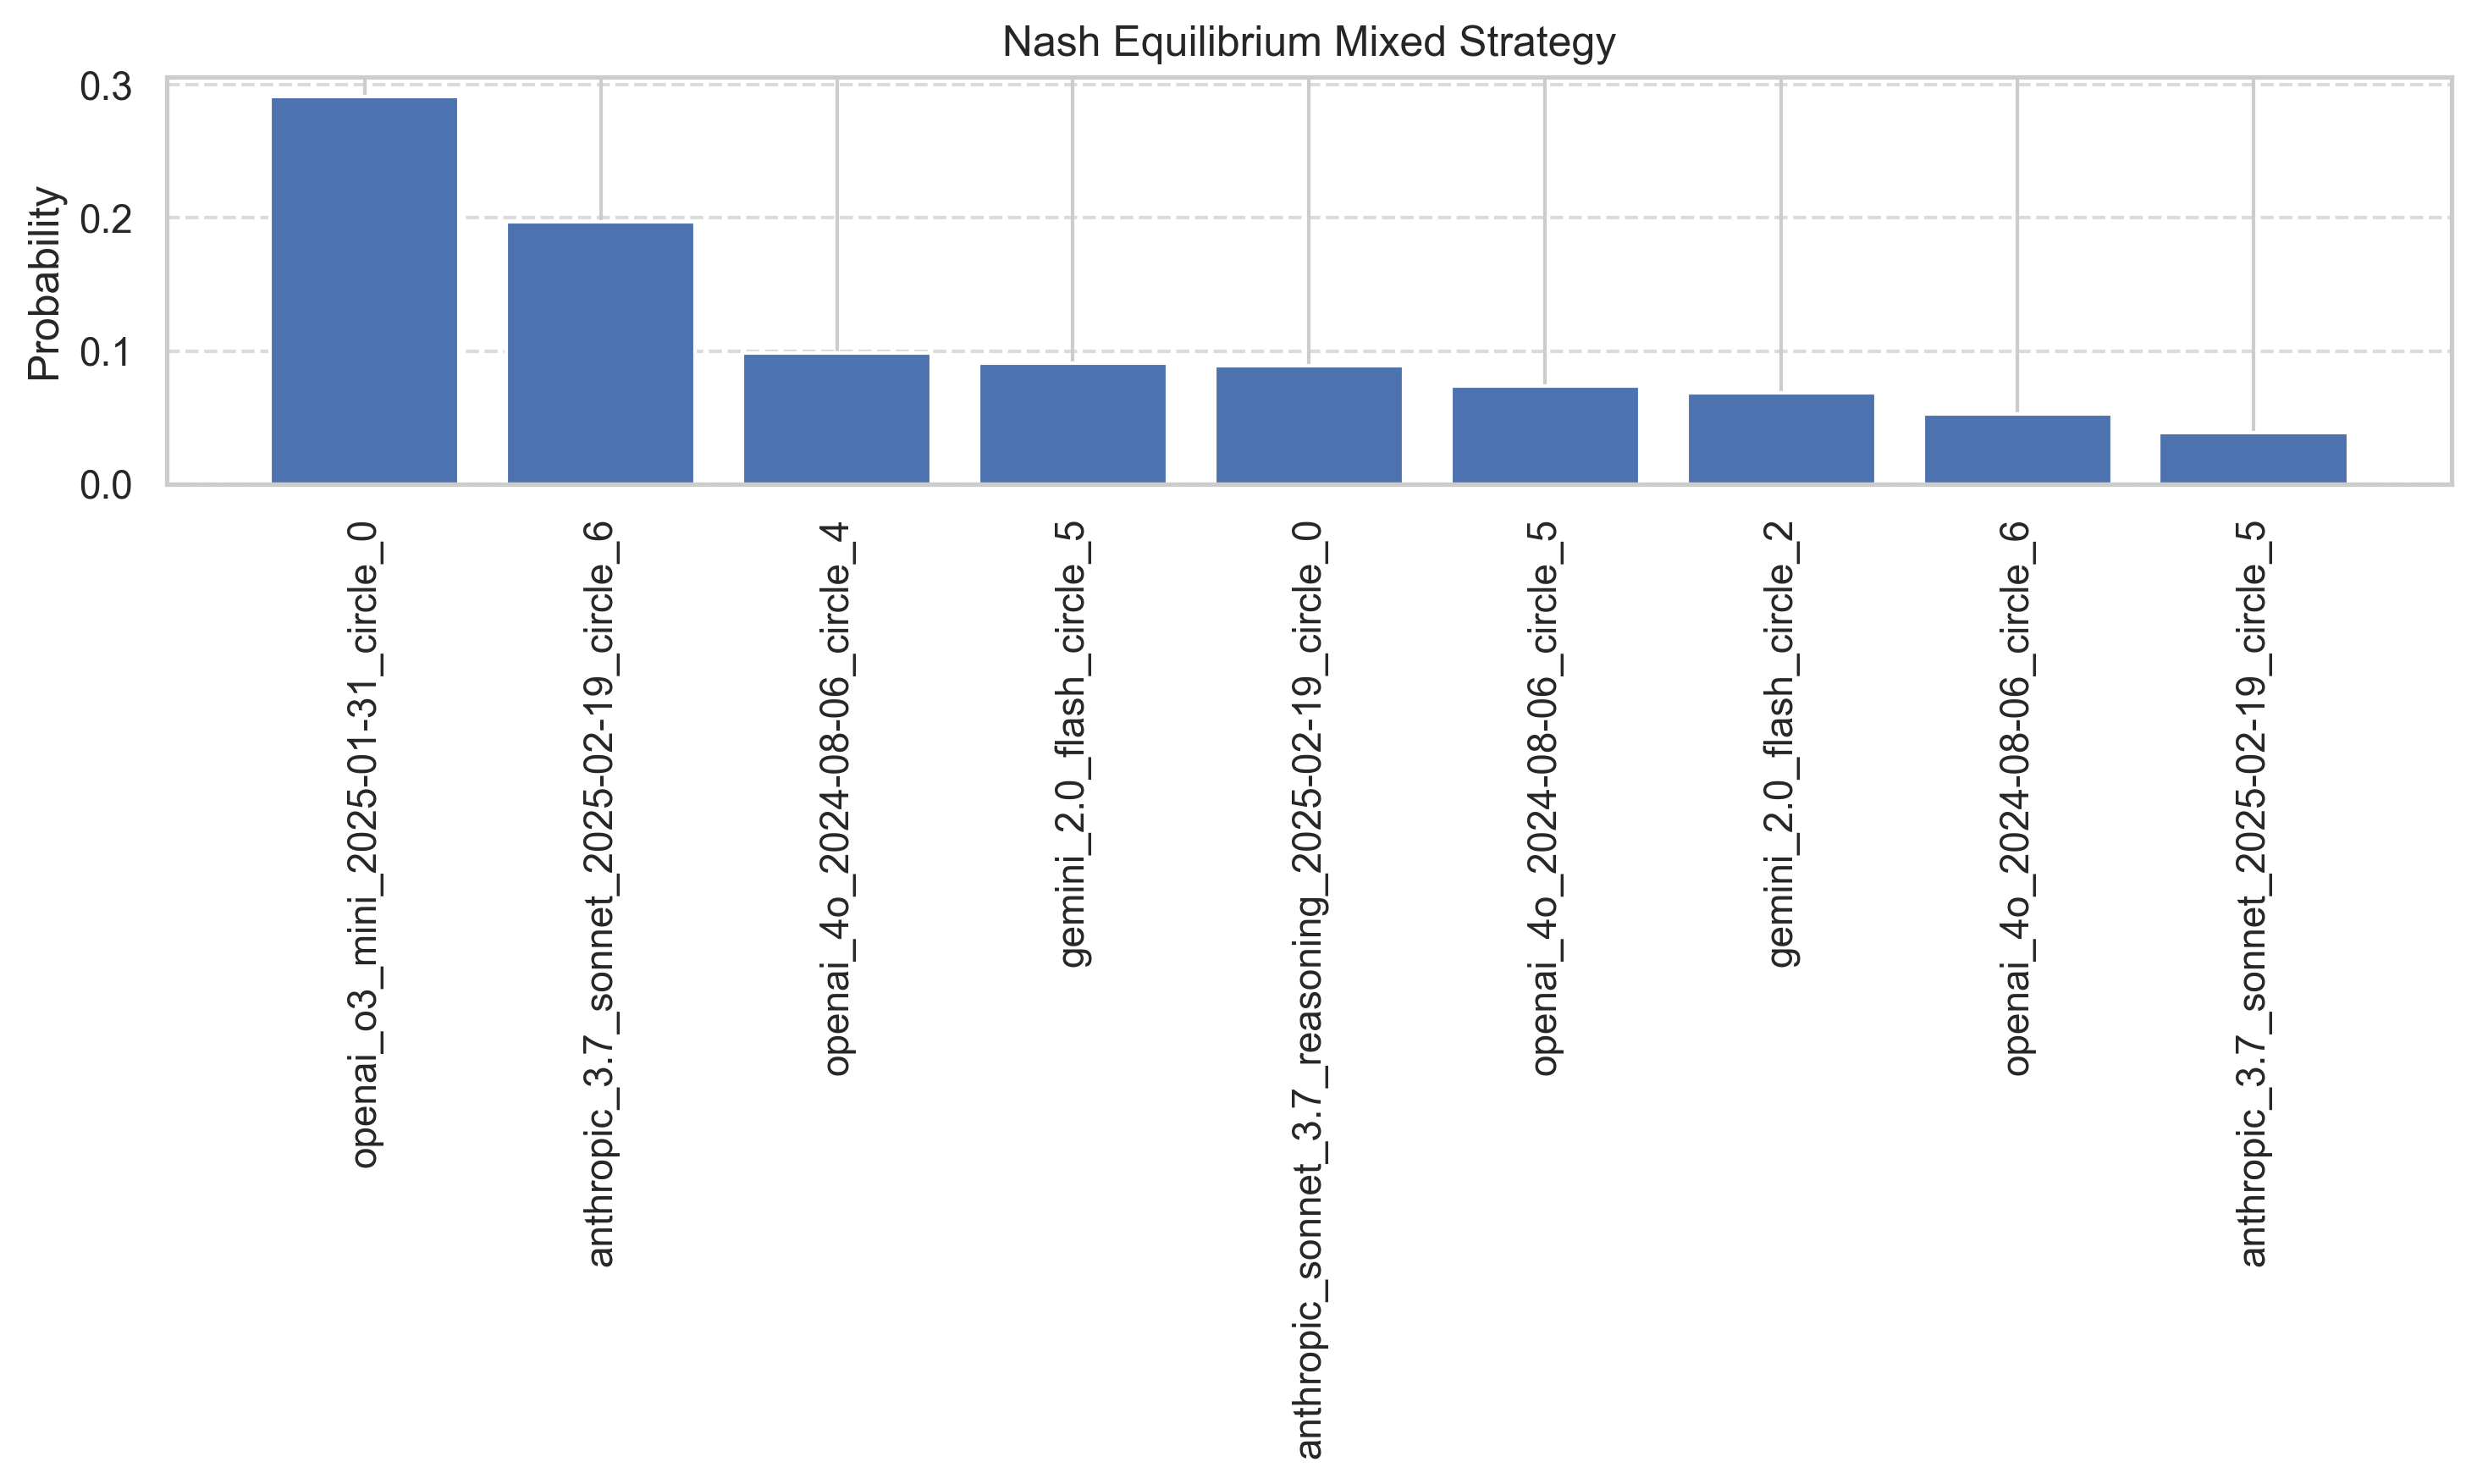 Nash Equilibrium Mixed Strategy
Probability
0.3
0.2
0.1
0.0
openai_o3_mini_2025-01-31_circle_0
anthropic_3.7_sonnet_2025-02-19_circle_6
openai_4o_2024-08-06_circle_4
gemini_2.0_flash_circle_5
anthropic_sonnet_3.7_reasoning_2025-02-19_circle_0
openai_4o_2024-08-06_circle_5
gemini_2.0_flash_circle_2
openai_4o_2024-08-06_circle_6
anthropic_3.7_sonnet_2025-02-19_circle_5